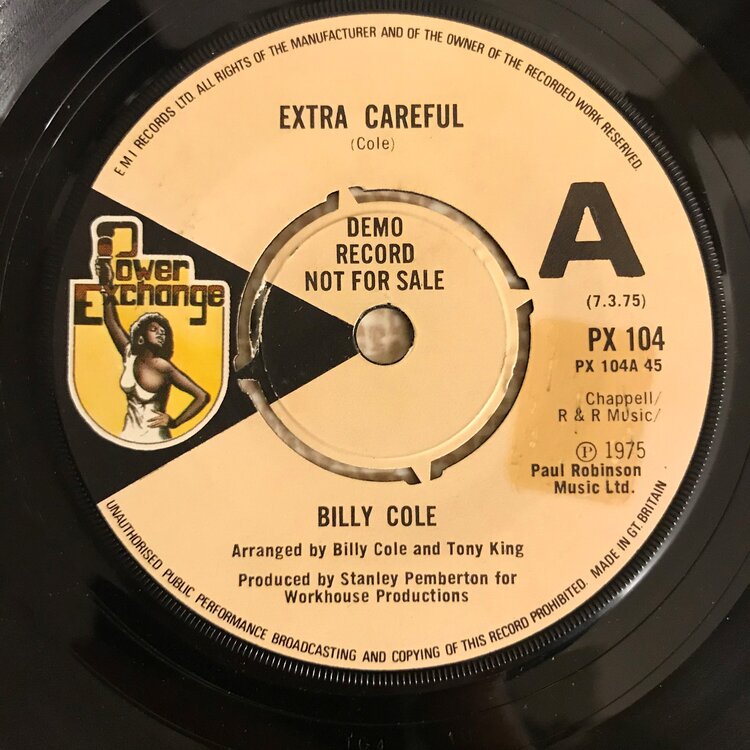 E M I RECORDS LTD. ALL RIGHTS OF THE MANUFACTURER AND OF THE OWNER OF THE RECORDED WORK RESERVED.
EXTRA CAREFUL
(Cole)
A
DEMO
RECORD
NOT FOR SALE
Power
Exchange
(7.3.75)
PX 104
PX 104A 45
Chappell/
R & R Music/
Ⓟ 1975
Paul Robinson
Music Ltd.
BILLY COLE
Arranged by Billy Cole and Tony King
Produced by Stanley Pemberton for
Workhouse Productions
UNAUTHORISED PUBLIC PERFORMANCE BROADCASTING AND COPYING OF THIS RECORD PROHIBITED. MADE IN GT. BRITAIN